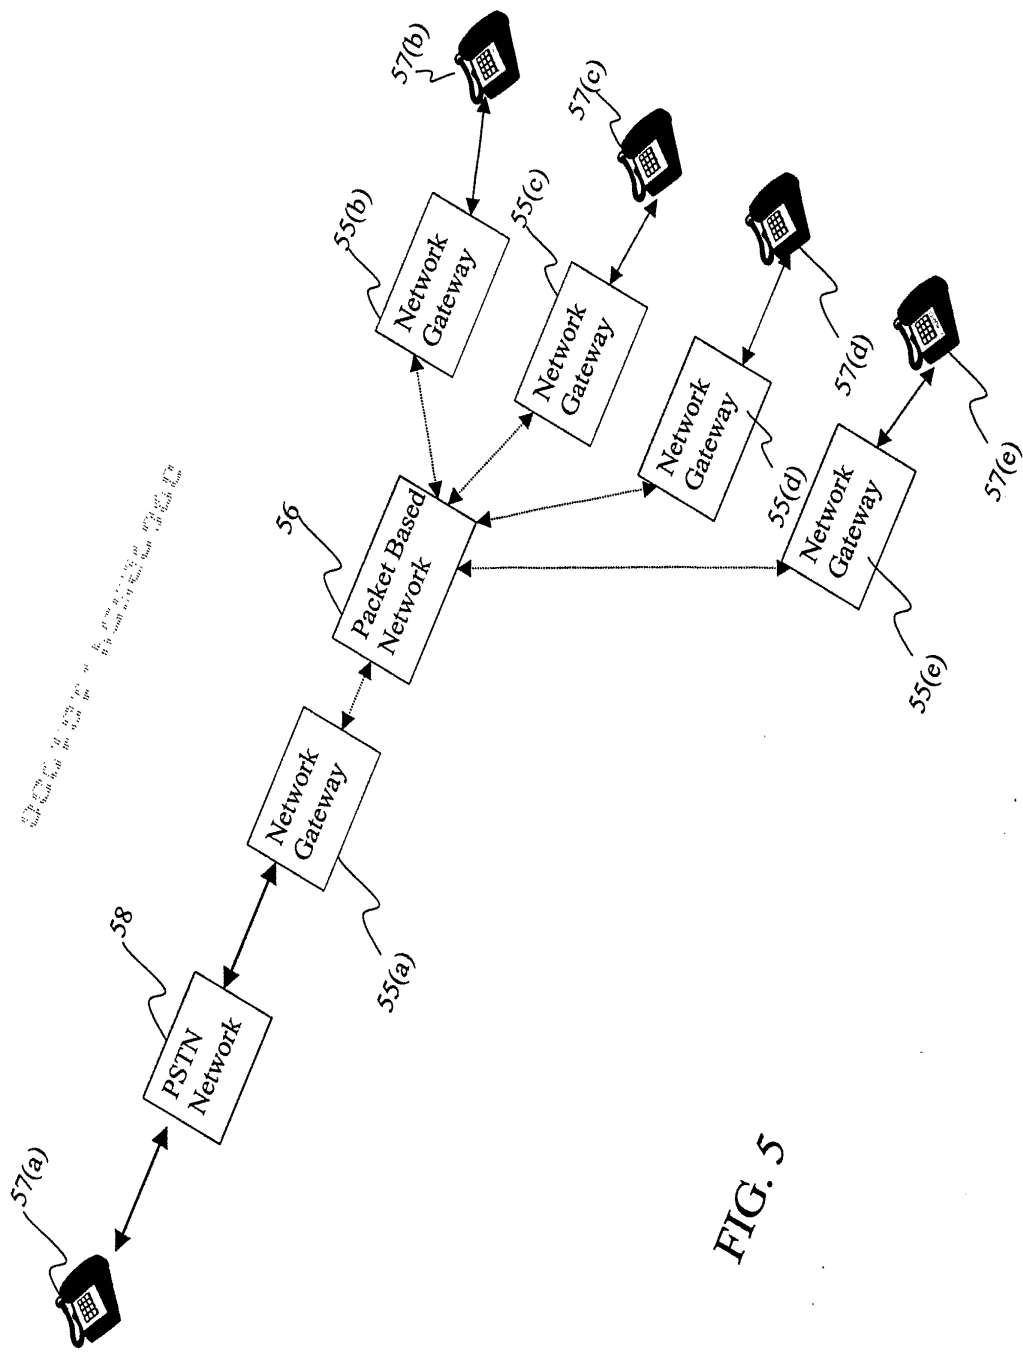 57(a)
PSTN
Network
58
Network
Gateway
55(a)
Packet Based
Network
56
Network
Gateway
55(b)
57(b)
Network
Gateway
55(c)
57(c)
Network
Gateway
55(d)
57(d)
Network
Gateway
55(e)
57(e)
FIG. 5